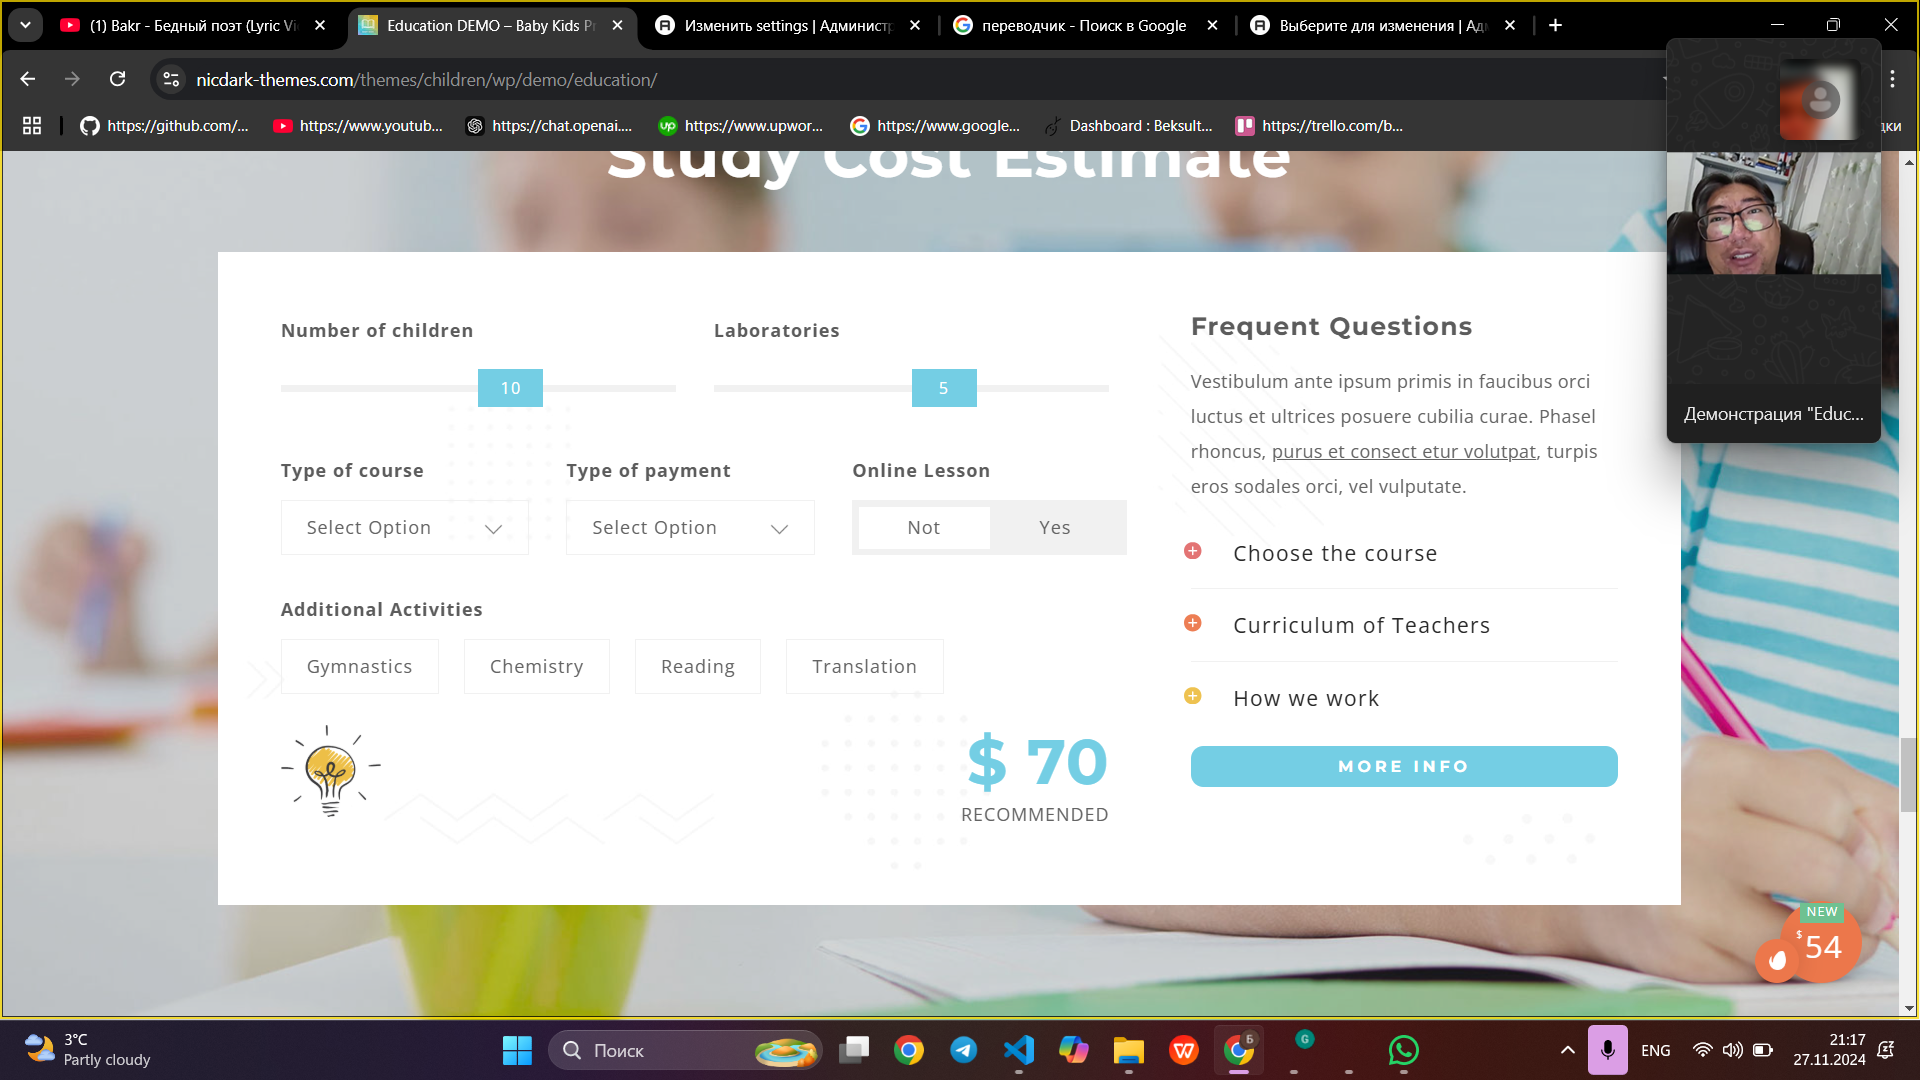 (1) Bakr - Бедный поэт (Lyric Vi
Education DEMO – Baby Kids Pr
Изменить settings | Администр
переводчик - Поиск в Google
Выберите для изменения | Ад
nicdark-themes.com/themes/children/wp/demo/education/
https://github.com/...
https://www.youtub...
https://chat.openai....
https://www.upwor...
https://www.google...
Dashboard : Beksult...
https://trello.com/b...
дки
Study Cost Estimate
Number of children
10
Laboratories
5
Type of course
Select Option
Type of payment
Select Option
Online Lesson
Not
Yes
Additional Activities
Gymnastics
Chemistry
Reading
Translation
$ 70
RECOMMENDED
Frequent Questions
Vestibulum ante ipsum primis in faucibus orci
luctus et ultrices posuere cubilia curae. Phasel
rhoncus, purus et consect etur volutpat, turpis
eros sodales orci, vel vulputate.
Choose the course
Curriculum of Teachers
How we work
MORE INFO
Демонстрация "Educ...
NEW
$ 54
3°C
Partly cloudy
Поиск
ENG
21:17
27.11.2024